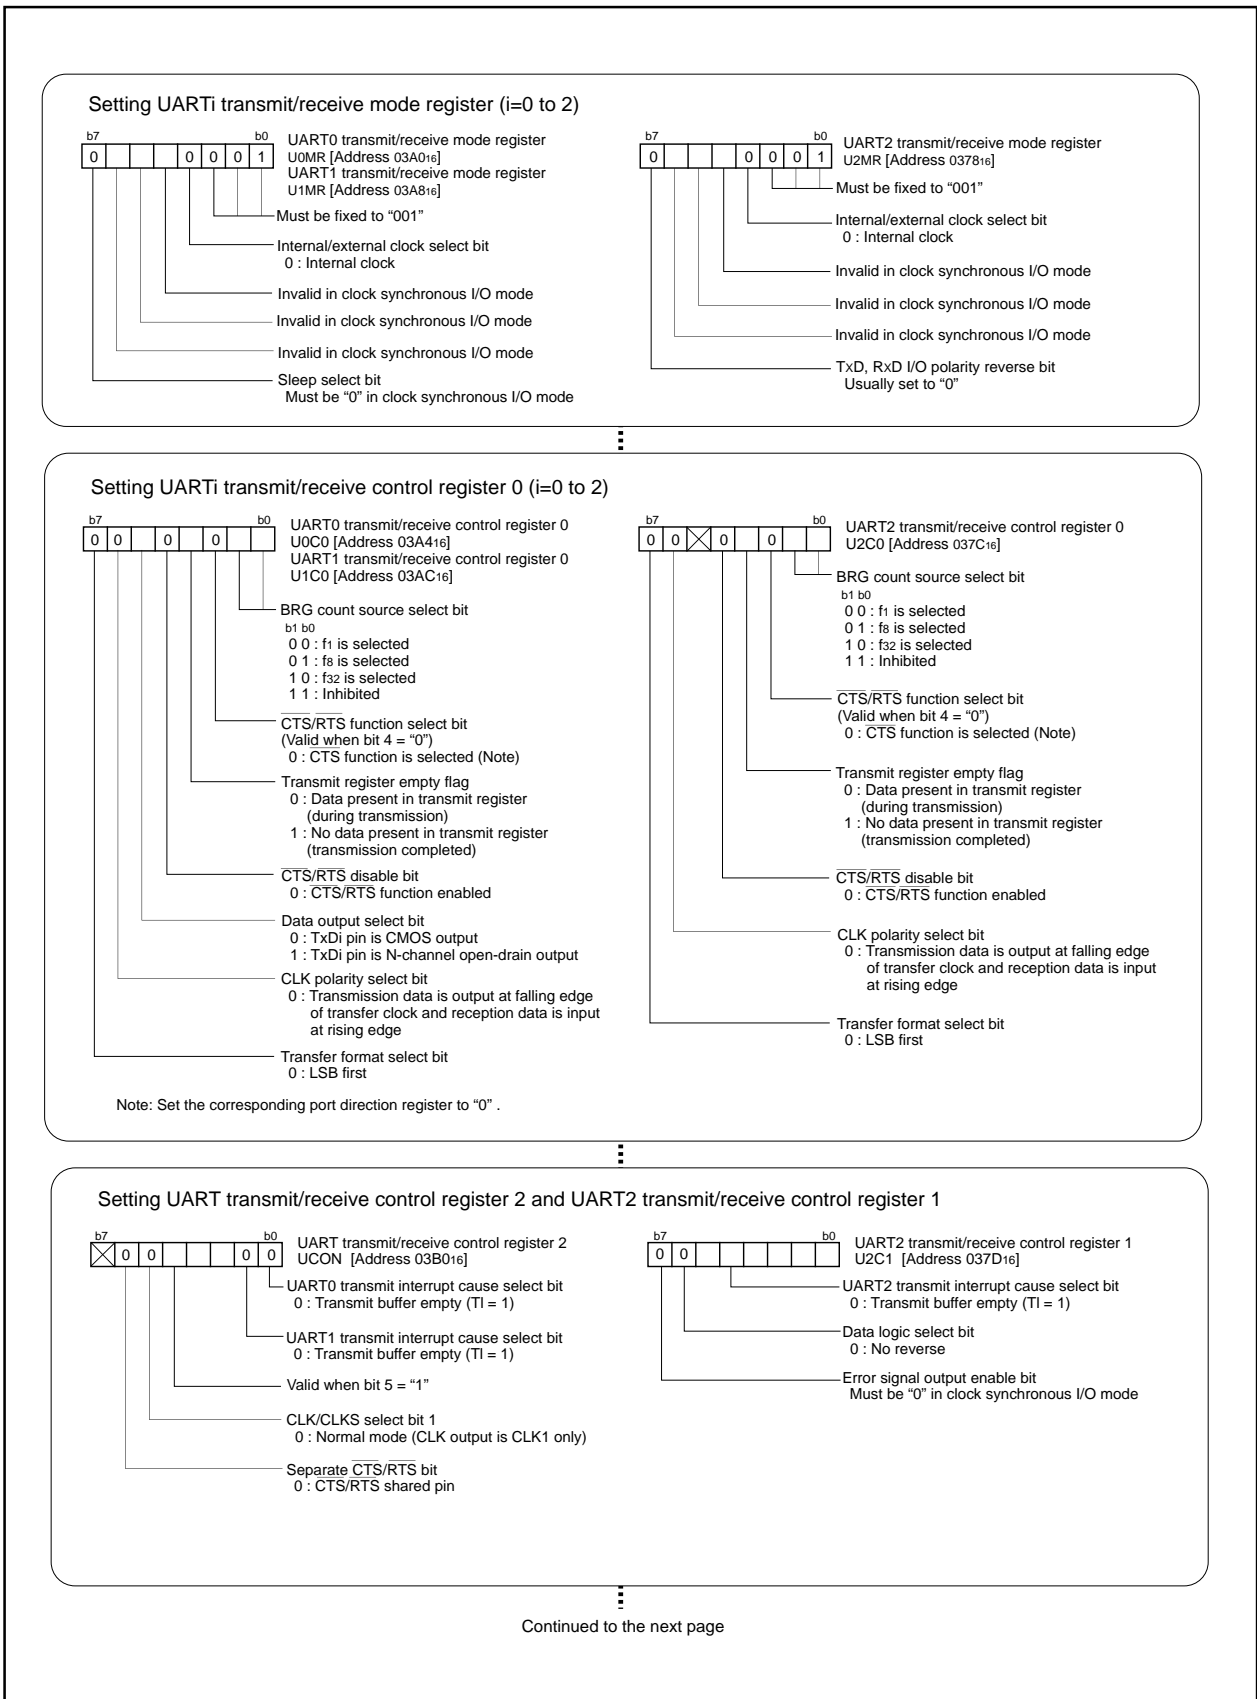 Setting UARTi transmit/receive mode register (i=0 to 2)
b7 b0
0 0 0 0 1
UART0 transmit/receive mode register
U0MR [Address 03A016]
UART1 transmit/receive mode register
U1MR [Address 03A816]
Must be fixed to “001”
Internal/external clock select bit
0 : Internal clock
Invalid in clock synchronous I/O mode
Invalid in clock synchronous I/O mode
Invalid in clock synchronous I/O mode
Sleep select bit
Must be “0” in clock synchronous I/O mode
b7 b0
0 0 0 0 1
UART2 transmit/receive mode register
U2MR [Address 037816]
Must be fixed to “001”
Internal/external clock select bit
0 : Internal clock
Invalid in clock synchronous I/O mode
Invalid in clock synchronous I/O mode
Invalid in clock synchronous I/O mode
TxD, RxD I/O polarity reverse bit
Usually set to “0”
Setting UARTi transmit/receive control register 0 (i=0 to 2)
b7 b0
0 0 0 0
UART0 transmit/receive control register 0
U0C0 [Address 03A416]
UART1 transmit/receive control register 0
U1C0 [Address 03AC16]
BRG count source select bit
b1 b0
0 0 : f1 is selected
0 1 : f8 is selected
1 0 : f32 is selected
1 1 : Inhibited
CTS/RTS function select bit
(Valid when bit 4 = “0”)
0 : CTS function is selected (Note)
Transmit register empty flag
0 : Data present in transmit register
(during transmission)
1 : No data present in transmit register
(transmission completed)
CTS/RTS disable bit
0 : CTS/RTS function enabled
Data output select bit
0 : TxDi pin is CMOS output
1 : TxDi pin is N-channel open-drain output
CLK polarity select bit
0 : Transmission data is output at falling edge
of transfer clock and reception data is input
at rising edge
Transfer format select bit
0 : LSB first
b7 b0
0 0 0 0
UART2 transmit/receive control register 0
U2C0 [Address 037C16]
BRG count source select bit
b1 b0
0 0 : f1 is selected
0 1 : f8 is selected
1 0 : f32 is selected
1 1 : Inhibited
CTS/RTS function select bit
(Valid when bit 4 = “0”)
0 : CTS function is selected (Note)
Transmit register empty flag
0 : Data present in transmit register
(during transmission)
1 : No data present in transmit register
(transmission completed)
CTS/RTS disable bit
0 : CTS/RTS function enabled
CLK polarity select bit
0 : Transmission data is output at falling edge
of transfer clock and reception data is input
at rising edge
Transfer format select bit
0 : LSB first
Note: Set the corresponding port direction register to “0” .
Setting UART transmit/receive control register 2 and UART2 transmit/receive control register 1
b7 b0
0 0 0 0
UART transmit/receive control register 2
UCON [Address 03B016]
UART0 transmit interrupt cause select bit
0 : Transmit buffer empty (TI = 1)
UART1 transmit interrupt cause select bit
0 : Transmit buffer empty (TI = 1)
Valid when bit 5 = “1”
CLK/CLKS select bit 1
0 : Normal mode (CLK output is CLK1 only)
Separate CTS/RTS bit
0 : CTS/RTS shared pin
b7 b0
0 0
UART2 transmit/receive control register 1
U2C1 [Address 037D16]
UART2 transmit interrupt cause select bit
0 : Transmit buffer empty (TI = 1)
Data logic select bit
0 : No reverse
Error signal output enable bit
Must be “0” in clock synchronous I/O mode
Continued to the next page